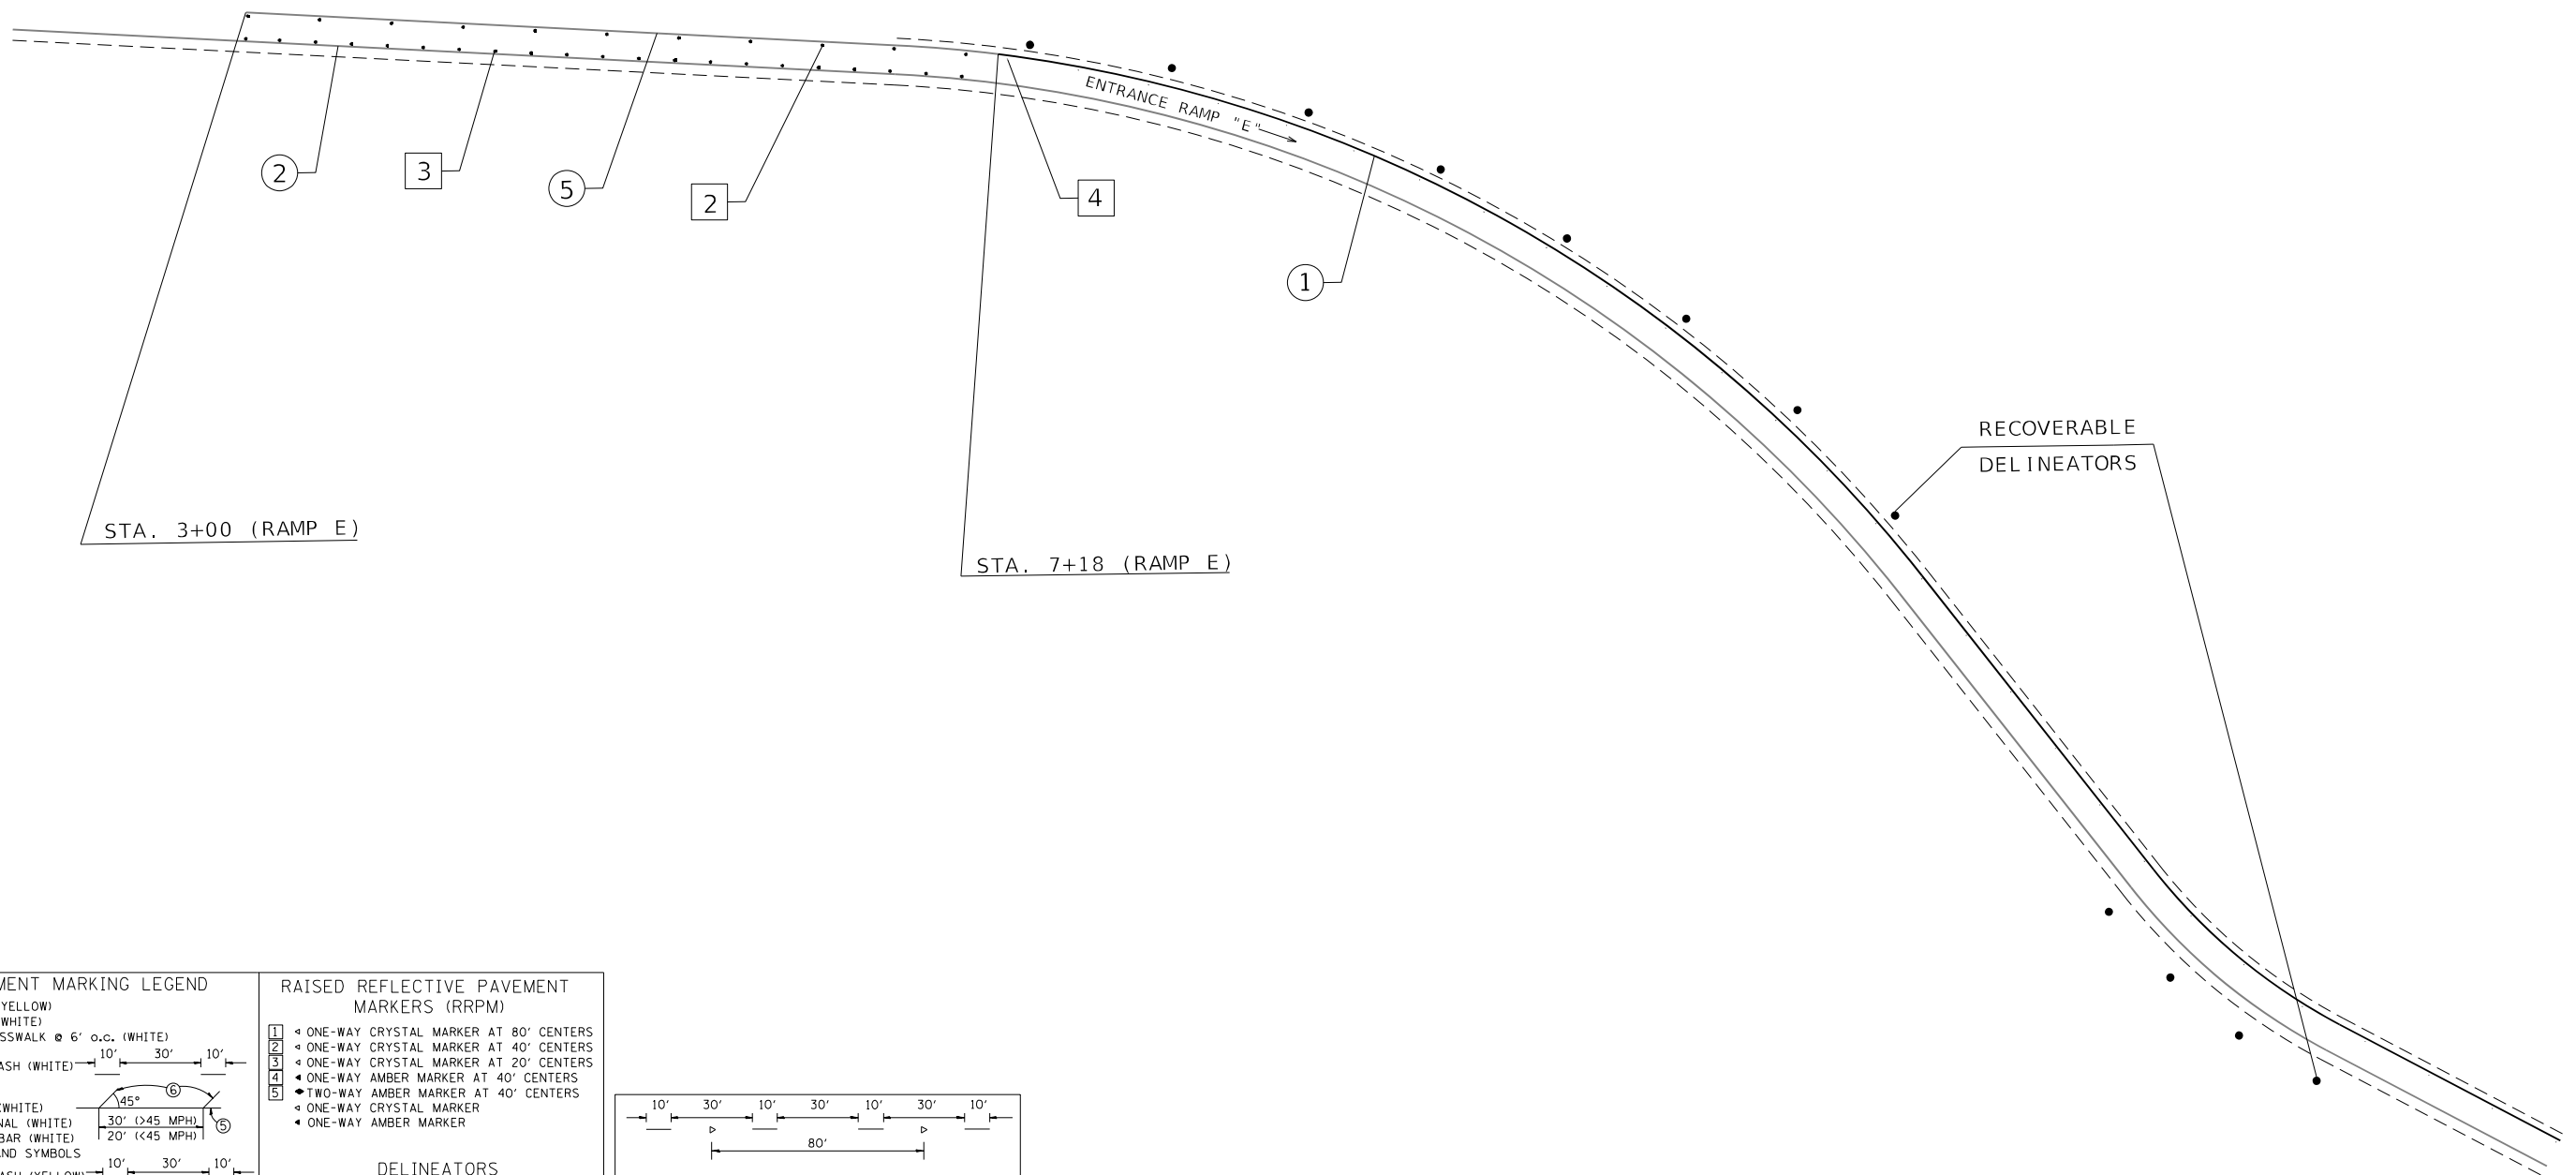 ENTRANCE RAMP "E"
2
3
5
2
4
1
RECOVERABLE
DELINEATORS
STA. 3+00 (RAMP E)
STA. 7+18 (RAMP E)
MENT MARKING LEGEND
YELLOW)
WHITE)
SSWALK @ 6' o.c. (WHITE)
10' 30' 10'
ASH (WHITE)
6
45°
(WHITE)
30' (>45 MPH)
NAL (WHITE)
5
20' (<45 MPH)
BAR (WHITE)
AND SYMBOLS
10' 30' 10'
ASH (YELLOW)
RAISED REFLECTIVE PAVEMENT
MARKERS (RRPM)
1 ONE-WAY CRYSTAL MARKER AT 80' CENTERS
2 ONE-WAY CRYSTAL MARKER AT 40' CENTERS
3 ONE-WAY CRYSTAL MARKER AT 20' CENTERS
4 ONE-WAY AMBER MARKER AT 40' CENTERS
5 TWO-WAY AMBER MARKER AT 40' CENTERS
ONE-WAY CRYSTAL MARKER
ONE-WAY AMBER MARKER
DELINEATORS
10' 30' 10' 30' 10' 30' 10'
80'